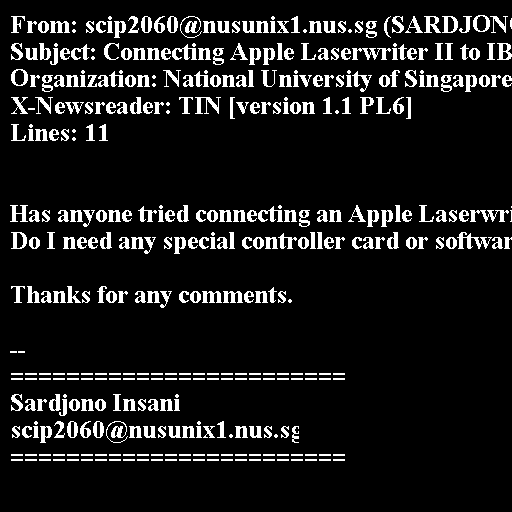 From: scip2060@nusunix1.nus.sg (SARDJONO
Subject: Connecting Apple Laserwriter II to IB
Organization: National University of Singapore
X-Newsreader: TIN [version 1.1 PL6]
Lines: 11
Has anyone tried connecting an Apple Laserwri
Do I need any special controller card or softwar
Thanks for any comments.
--
========================
Sardjono Insani
scip2060@nusunix1.nus.sg
========================